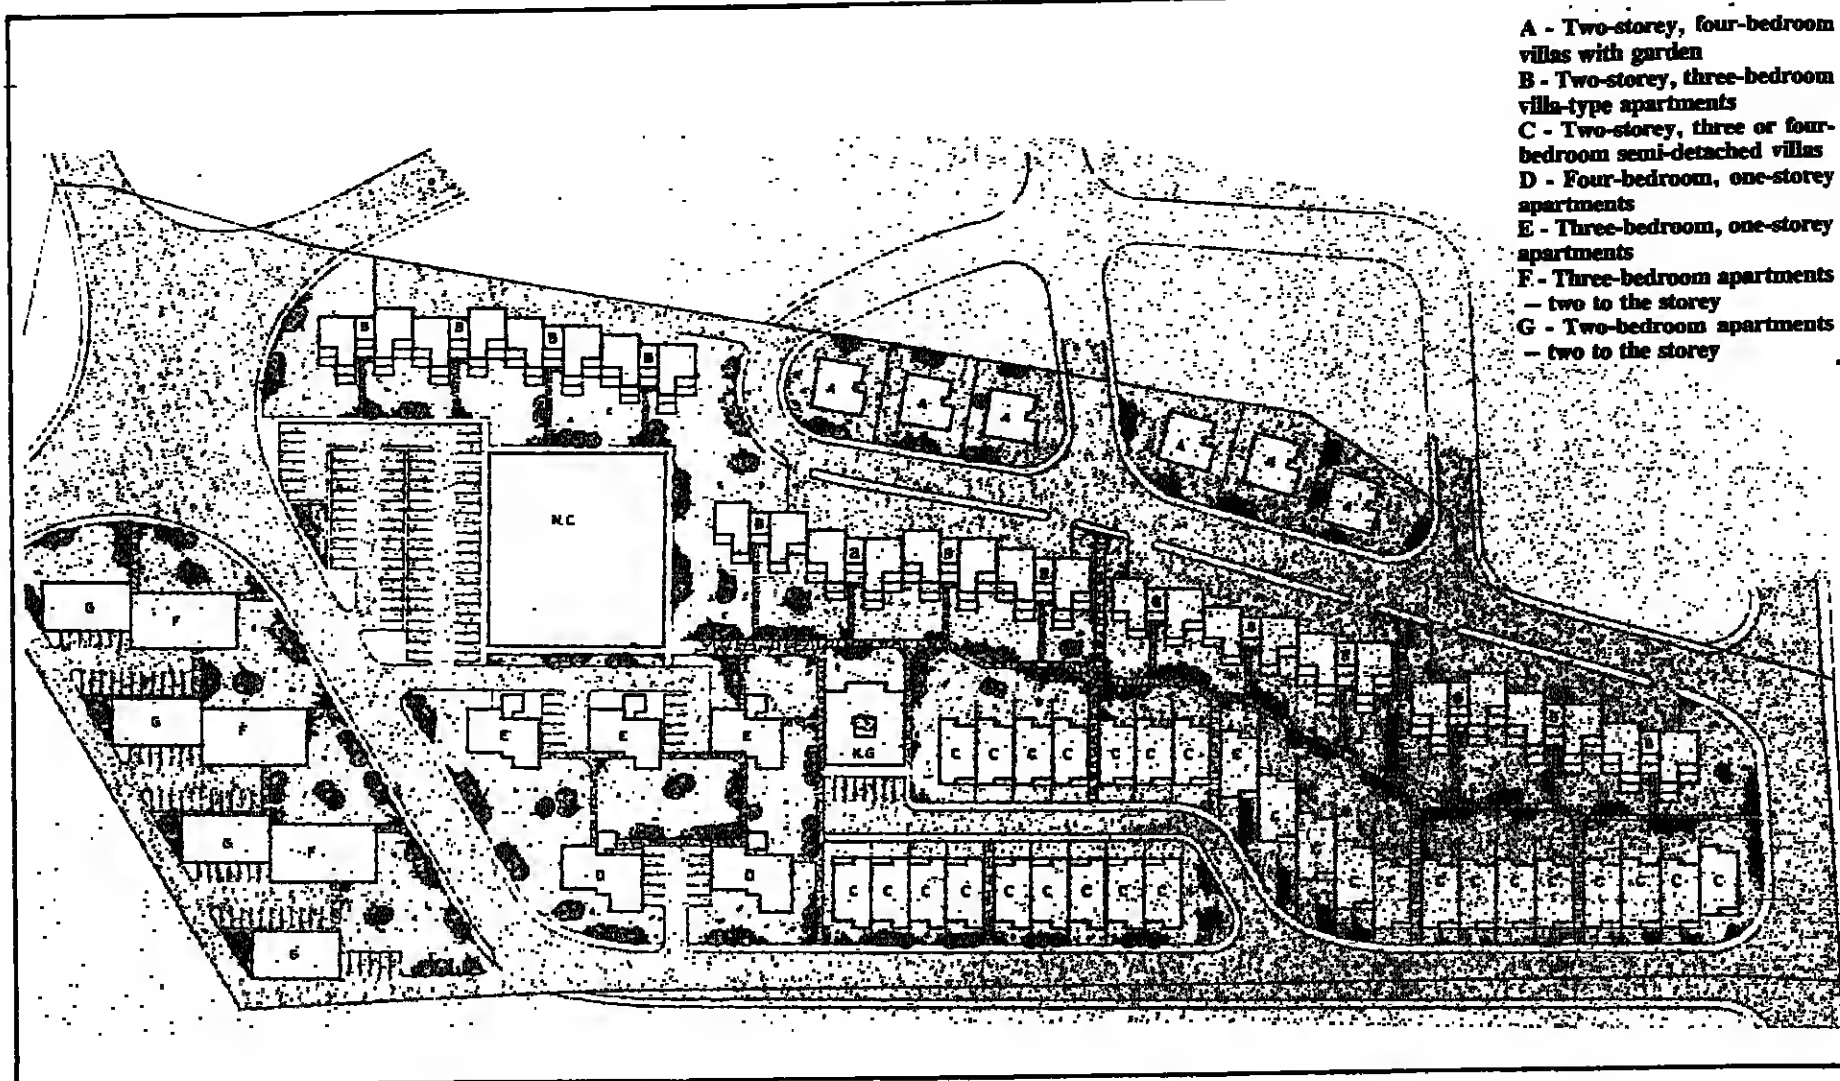 A - Two-storey, four-bedroom
villas with garden
B - Two-storey, three-bedroom
villa-type apartments
C - Two-storey, three or four-
bedroom semi-detached villas
D - Four-bedroom, one-storey
apartments
E - Three-bedroom, one-storey
apartments
F - Three-bedroom apartments
— two to the storey
G - Two-bedroom apartments
— two to the storey
B B B B
A A A
A A A
N.C.
B B B B
B B B
B B B
G F
G F
E E E
K.G
C C C C C C C C
C C C
G F
D D
C C C C C C C C C
C C C C C C C C
G